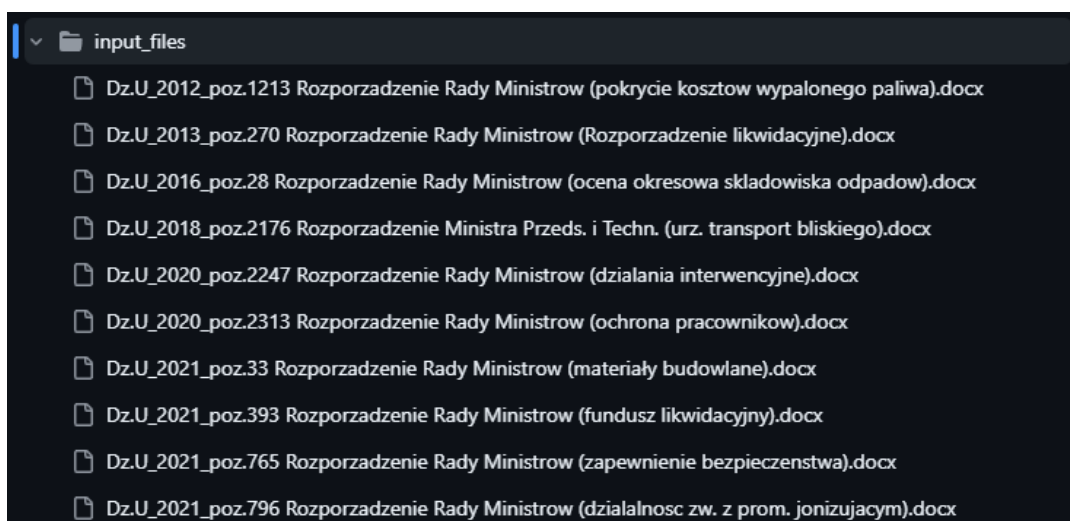 input_files
Dz.U_2012_poz.1213 Rozporzadzenie Rady Ministrow (pokrycie kosztow wypalonego paliwa).docx
Dz.U_2013_poz.270 Rozporzadzenie Rady Ministrow (Rozporzadzenie likwidacyjne).docx
Dz.U_2016_poz.28 Rozporzadzenie Rady Ministrow (ocena okresowa skladowiska odpadow).docx
Dz.U_2018_poz.2176 Rozporzadzenie Ministra Przeds. i Techn. (urz. transport bliskiego).docx
Dz.U_2020_poz.2247 Rozporzadzenie Rady Ministrow (dzialania interwencyjne).docx
Dz.U_2020_poz.2313 Rozporzadzenie Rady Ministrow (ochrona pracownikow).docx
Dz.U_2021_poz.33 Rozporzadzenie Rady Ministrow (materiały budowlane).docx
Dz.U_2021_poz.393 Rozporzadzenie Rady Ministrow (fundusz likwidacyjny).docx
Dz.U_2021_poz.765 Rozporzadzenie Rady Ministrow (zapewnienie bezpieczenstwa).docx
Dz.U_2021_poz.796 Rozporzadzenie Rady Ministrow (dzialalnosc zw. z prom. jonizujacym).docx